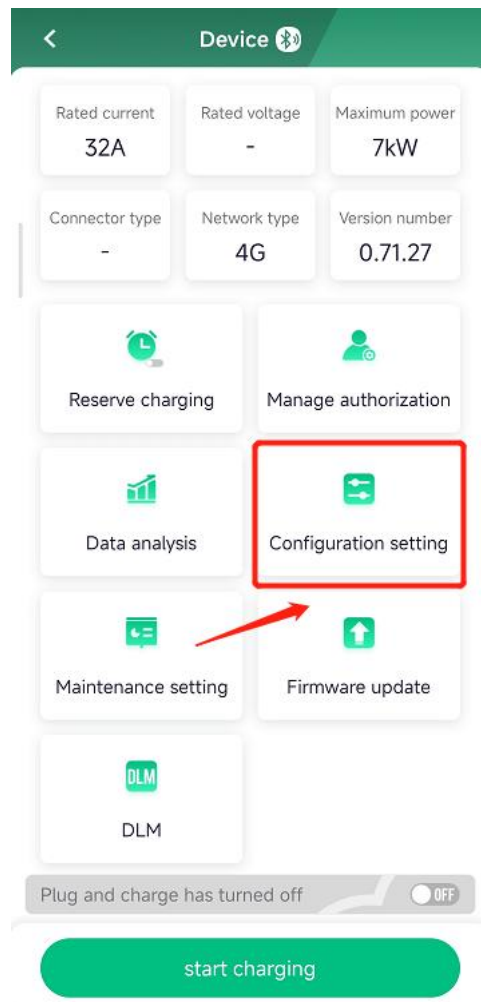 Device
Rated current
32A
Rated voltage
-
Maximum power
7kW
Connector type
-
Network type
4G
Version number
0.71.27
Reserve charging
Manage authorization
Data analysis
Configuration setting
Maintenance setting
Firmware update
DLM
DLM
Plug and charge has turned off
OFF
start charging